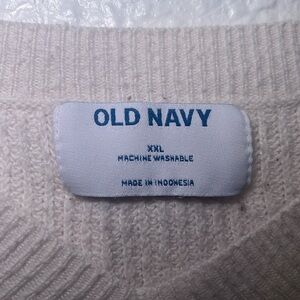 OLD NAVY
XXL
MACHINE WASHABLE
MADE IN INDONESIA